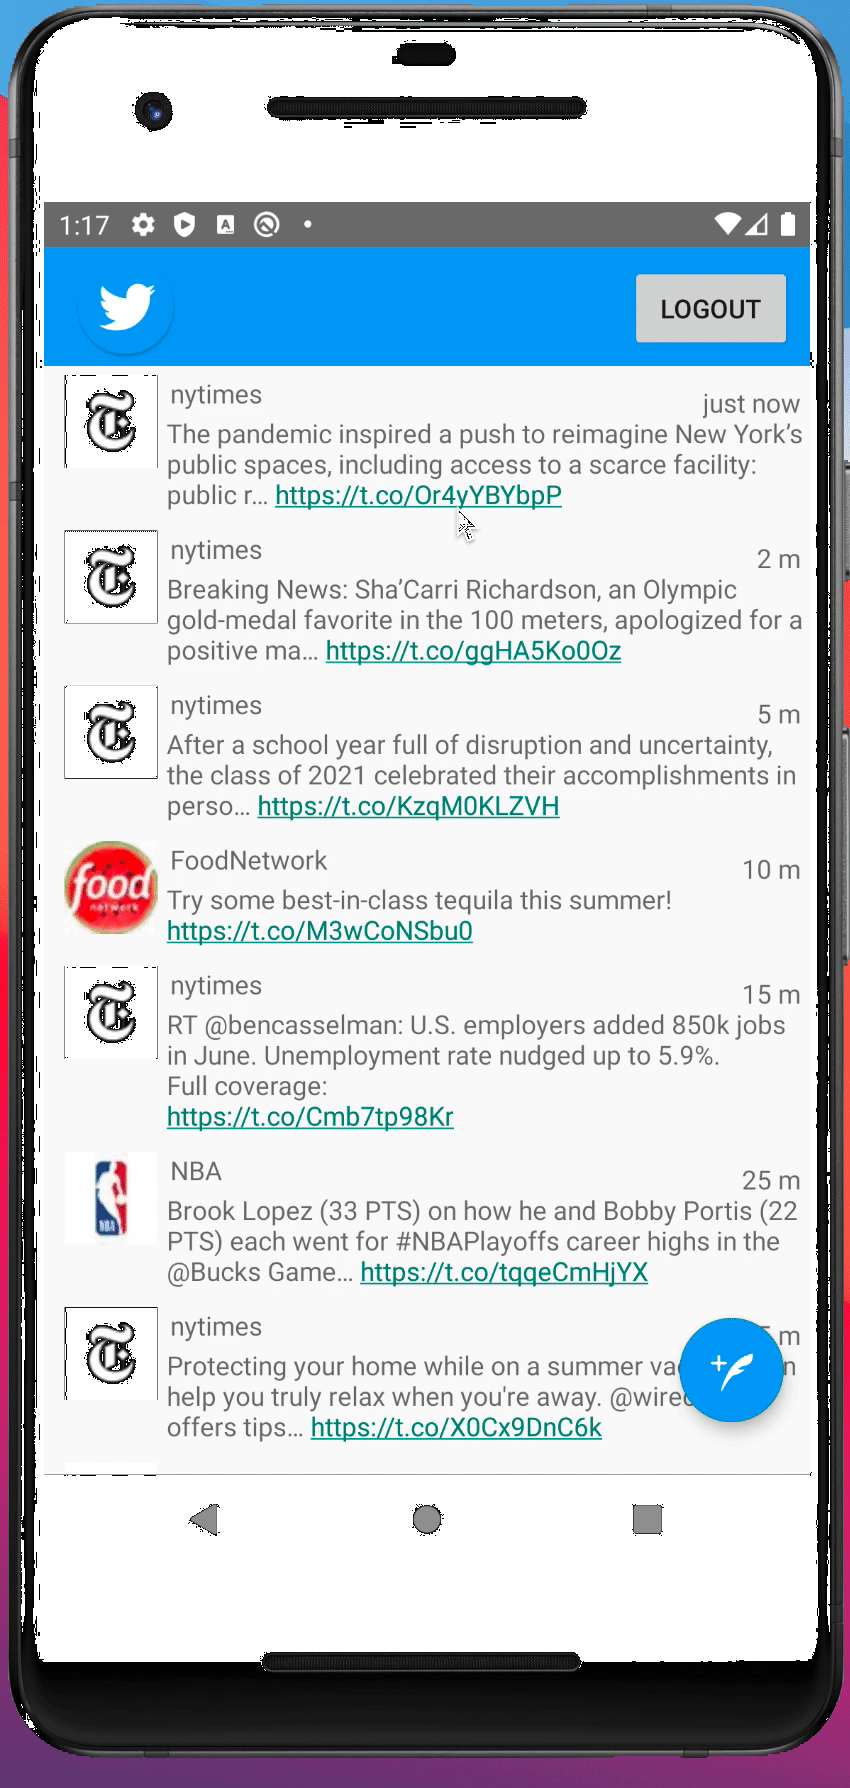 1:17
LOGOUT
nytimes
just now
The pandemic inspired a push to reimagine New York’s
public spaces, including access to a scarce facility:
public r… https://t.co/Or4yYBYbpP
nytimes
2 m
Breaking News: Sha’Carri Richardson, an Olympic
gold-medal favorite in the 100 meters, apologized for a
positive ma… https://t.co/ggHA5Ko0Oz
nytimes
5 m
After a school year full of disruption and uncertainty,
the class of 2021 celebrated their accomplishments in
perso… https://t.co/KzqM0KLZVH
food
network
FoodNetwork
10 m
Try some best-in-class tequila this summer!
https://t.co/M3wCoNSbu0
nytimes
15 m
RT @bencasselman: U.S. employers added 850k jobs
in June. Unemployment rate nudged up to 5.9%.
Full coverage:
https://t.co/Cmb7tp98Kr
NBA
NBA
25 m
Brook Lopez (33 PTS) on how he and Bobby Portis (22
PTS) each went for #NBAPlayoffs career highs in the
@Bucks Game… https://t.co/tqqeCmHjYX
nytimes
m
Protecting your home while on a summer
help you truly relax when you're away.
offers tips… https://t.co/X0Cx9DnC6k